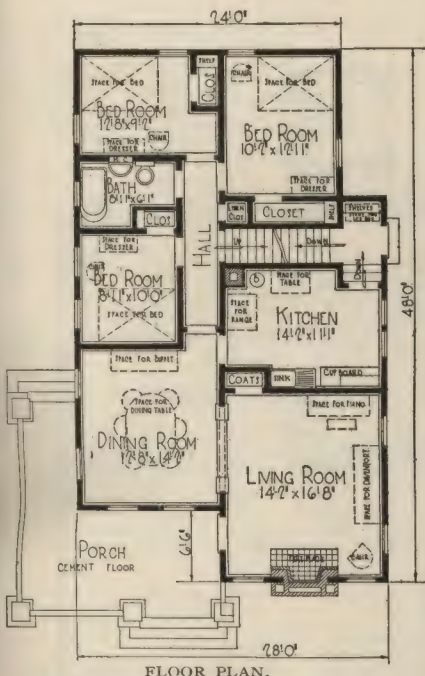 24'0"
SPACE FOR BED
SHELF
CLOS
BED ROOM
12'8"x9'2"
CHAIR
SPACE FOR
DRESSER
CHAIR
SPACE FOR BED
BED ROOM
10'2"x12'11"
SPACE FOR
DRESSER
M.C.
BATH
8'11"x6'1"
CLOS
LINEN
CLOS
CLOSET
SHELF
SHELVES
HALL
UP
DOWN
DOWN
48'0"
SPACE FOR
DRESSER
CHAIR
BED ROOM
8'11"x10'0"
SPACE FOR BED
B
SPACE FOR
TABLE
SPACE
FOR
RANGE
KITCHEN
14'2"x11'1"
COATS
SINK
CUPBOARD
SPACE FOR BUFFET
SPACE FOR
DINING TABLE
DINING ROOM
12'8"x14'2"
SPACE FOR PIANO
LIVING ROOM
14'2"x16'8"
SPACE FOR DAVENPORT
CHAIR
6'6"
PORCH
CEMENT FLOOR
28'0"
FLOOR PLAN.